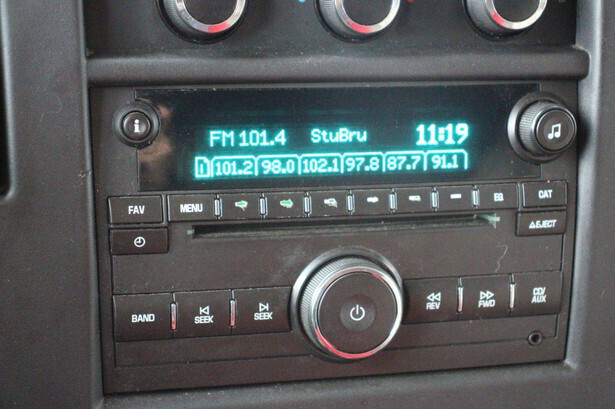 FM 101.4 StuBru 11:19
1 101.2 98.0 102.1 97.8 87.7 91.1
FAV MENU EQ CAT
EJECT
BAND SEEK SEEK REV FWD CD/
AUX